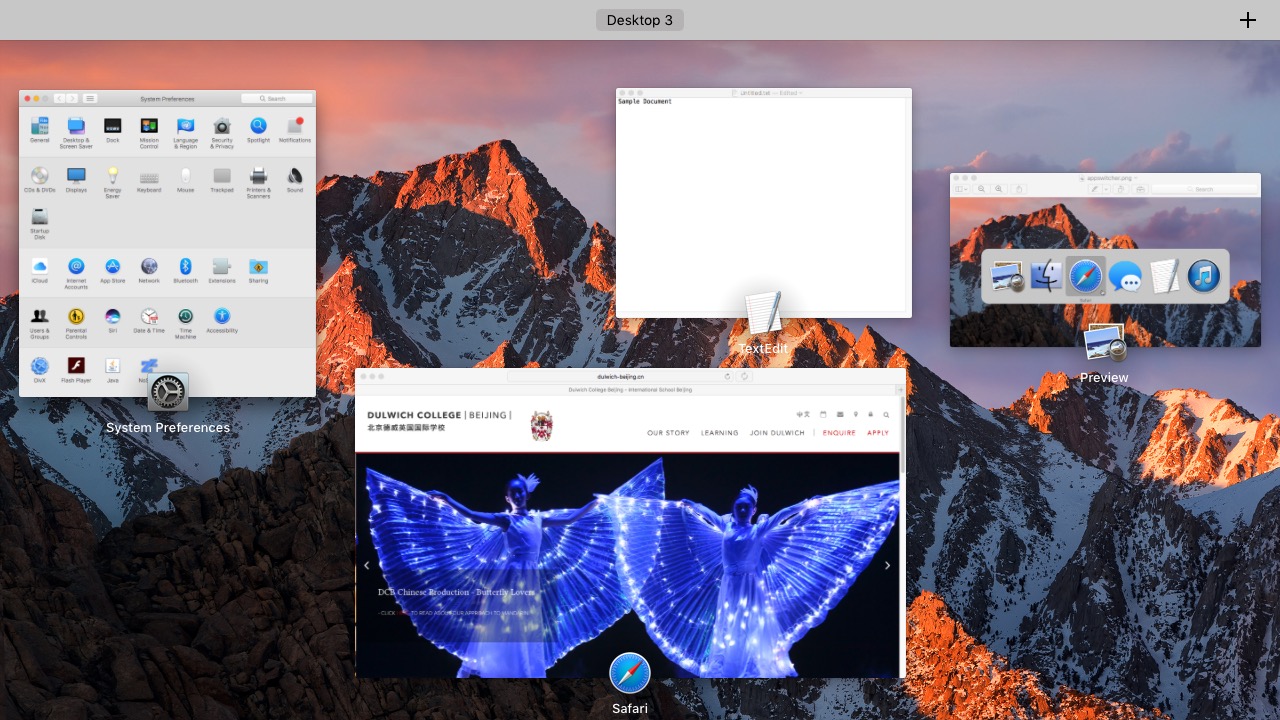 Desktop 3
System Preferences
Search
General
Desktop &
Screen Saver
Dock
Mission
Control
Language
& Region
Security
& Privacy
Spotlight
Notifications
CDs & DVDs
Displays
Energy
Saver
Keyboard
Mouse
Trackpad
Printers &
Scanners
Sound
Startup
Disk
iCloud
Internet
Accounts
App Store
Network
Bluetooth
Extensions
Sharing
Users &
Groups
Parental
Controls
Siri
Date & Time
Time
Machine
Accessibility
DivX
Flash Player
Java
System Preferences
Untitled.txt — Edited
Sample Document
TextEdit
appswitcher.png
Search
Safari
Preview
dulwich-beijing.cn
Dulwich College Beijing - International School Beijing
DULWICH COLLEGE | BEIJING |
北京德威英国国际学校
中文
OUR STORY LEARNING JOIN DULWICH | ENQUIRE APPLY
DCB Chinese Production - Butterfly Lovers
- CLICK HERE TO READ ABOUT OUR APPROACH TO MANDARIN
Safari